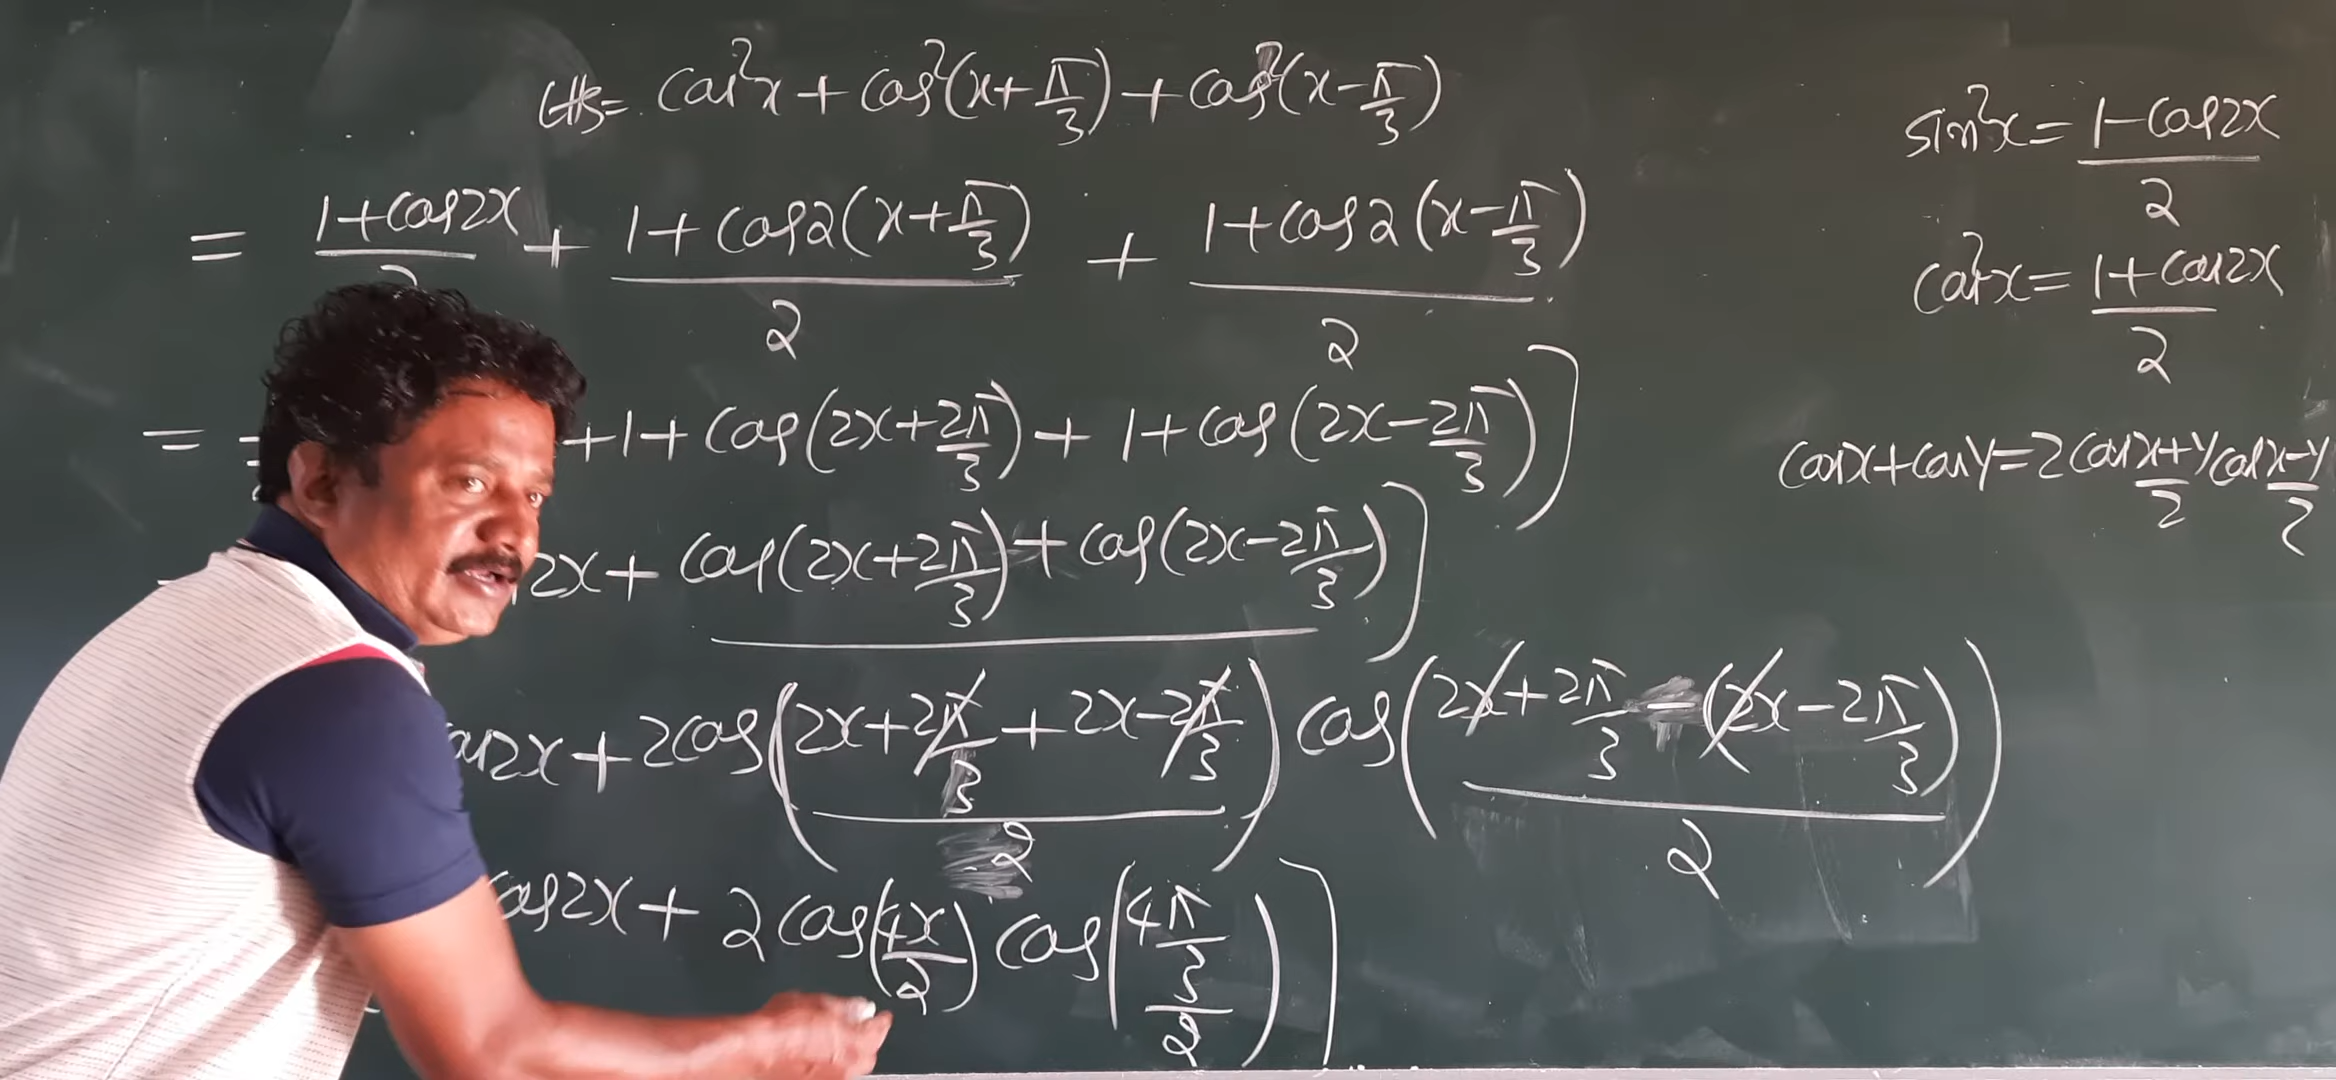 LHS = cos²x + cos²(x+π/3) + cos²(x-π/3)
= 1+cos2x/2 + 1+cos2(x+π/3)/2 + 1+cos2(x-π/3)/2
= +1+cos(2x+2π/3) + 1+cos(2x-2π/3)]
2x+cos(2x+2π/3)+cos(2x-2π/3)]
cos2x+2cos((2x+2π/3+2x-2π/3)/2) cos((2x+2π/3-(2x-2π/3))/2)
cos2x+2cos(4x/2)cos((4π/3)/2)]
sin²x = 1-cos2x/2
cos²x = 1+cos2x/2
cosx+cosy=2cosx+y/2 cosx-y/2